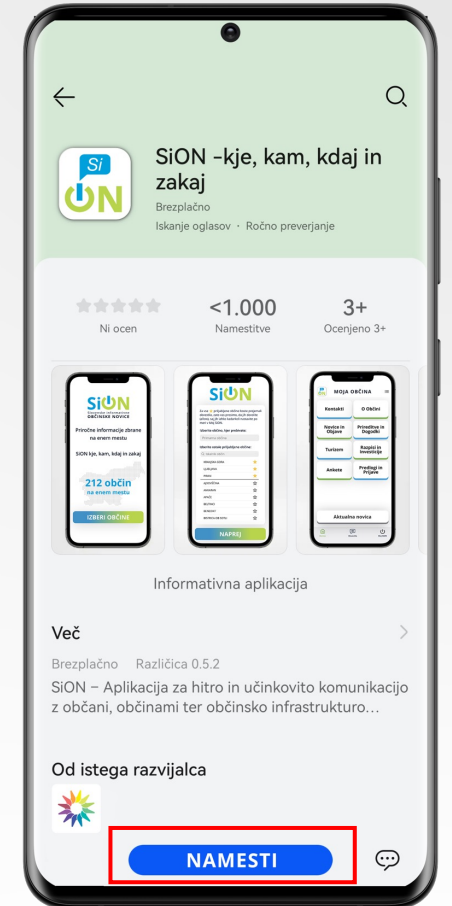 Si
ON
SiON -kje, kam, kdaj in
zakaj
Brezplačno
Iskanje oglasov · Ročno preverjanje
<1.000
3+
Ni ocen
Namestitve
Ocenjeno 3+
SiON
OBČINSKE NOVICE
Priročne informacije zbrane
na enem mestu
SiON kje, kam, kdaj in zakaj
212 občin
na enem mestu
IZBERI OBČINE
SiON
NAPREJ
MOJA OBČINA
Kontakti
O Občini
Novice in
Objave
Prireditve in
Dogodki
Turizem
Razpisi in
Investicije
Ankete
Predlogi in
Prijave
Aktualna novica
Informativna aplikacija
Več
Brezplačno Različica 0.5.2
SiON – Aplikacija za hitro in učinkovito komunikacijo
z občani, občinami ter občinsko infrastrukturo…
Od istega razvijalca
NAMESTI